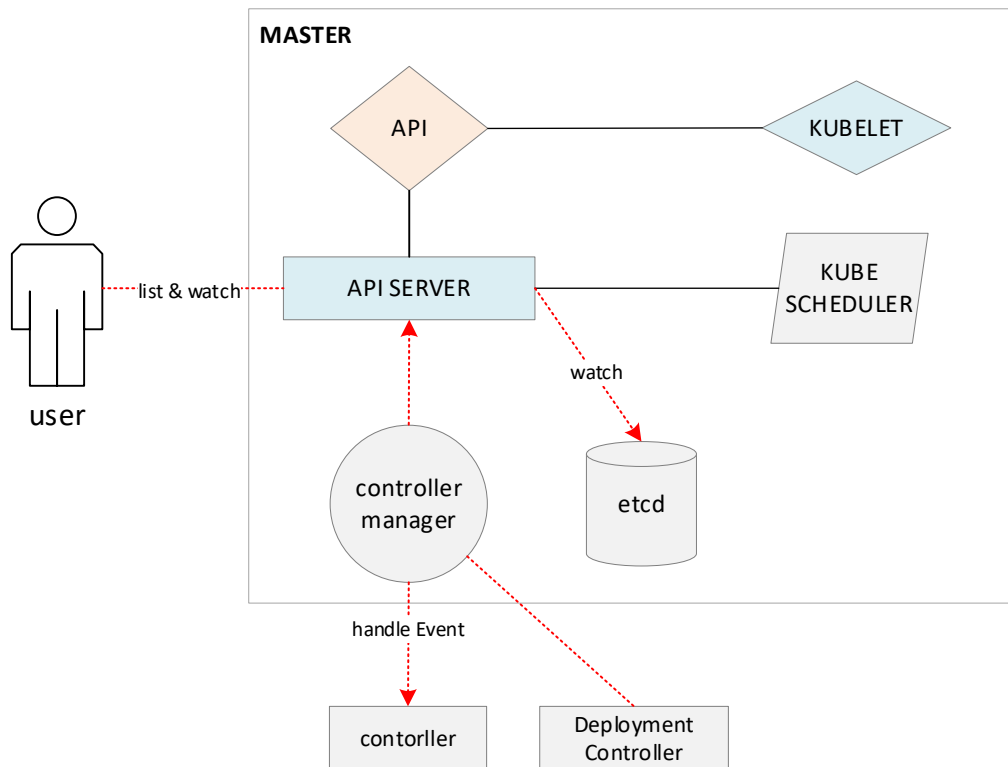 MASTER
API
KUBELET
list & watch
API SERVER
KUBE
SCHEDULER
watch
user
controller
manager
etcd
handle Event
contorller
Deployment
Controller